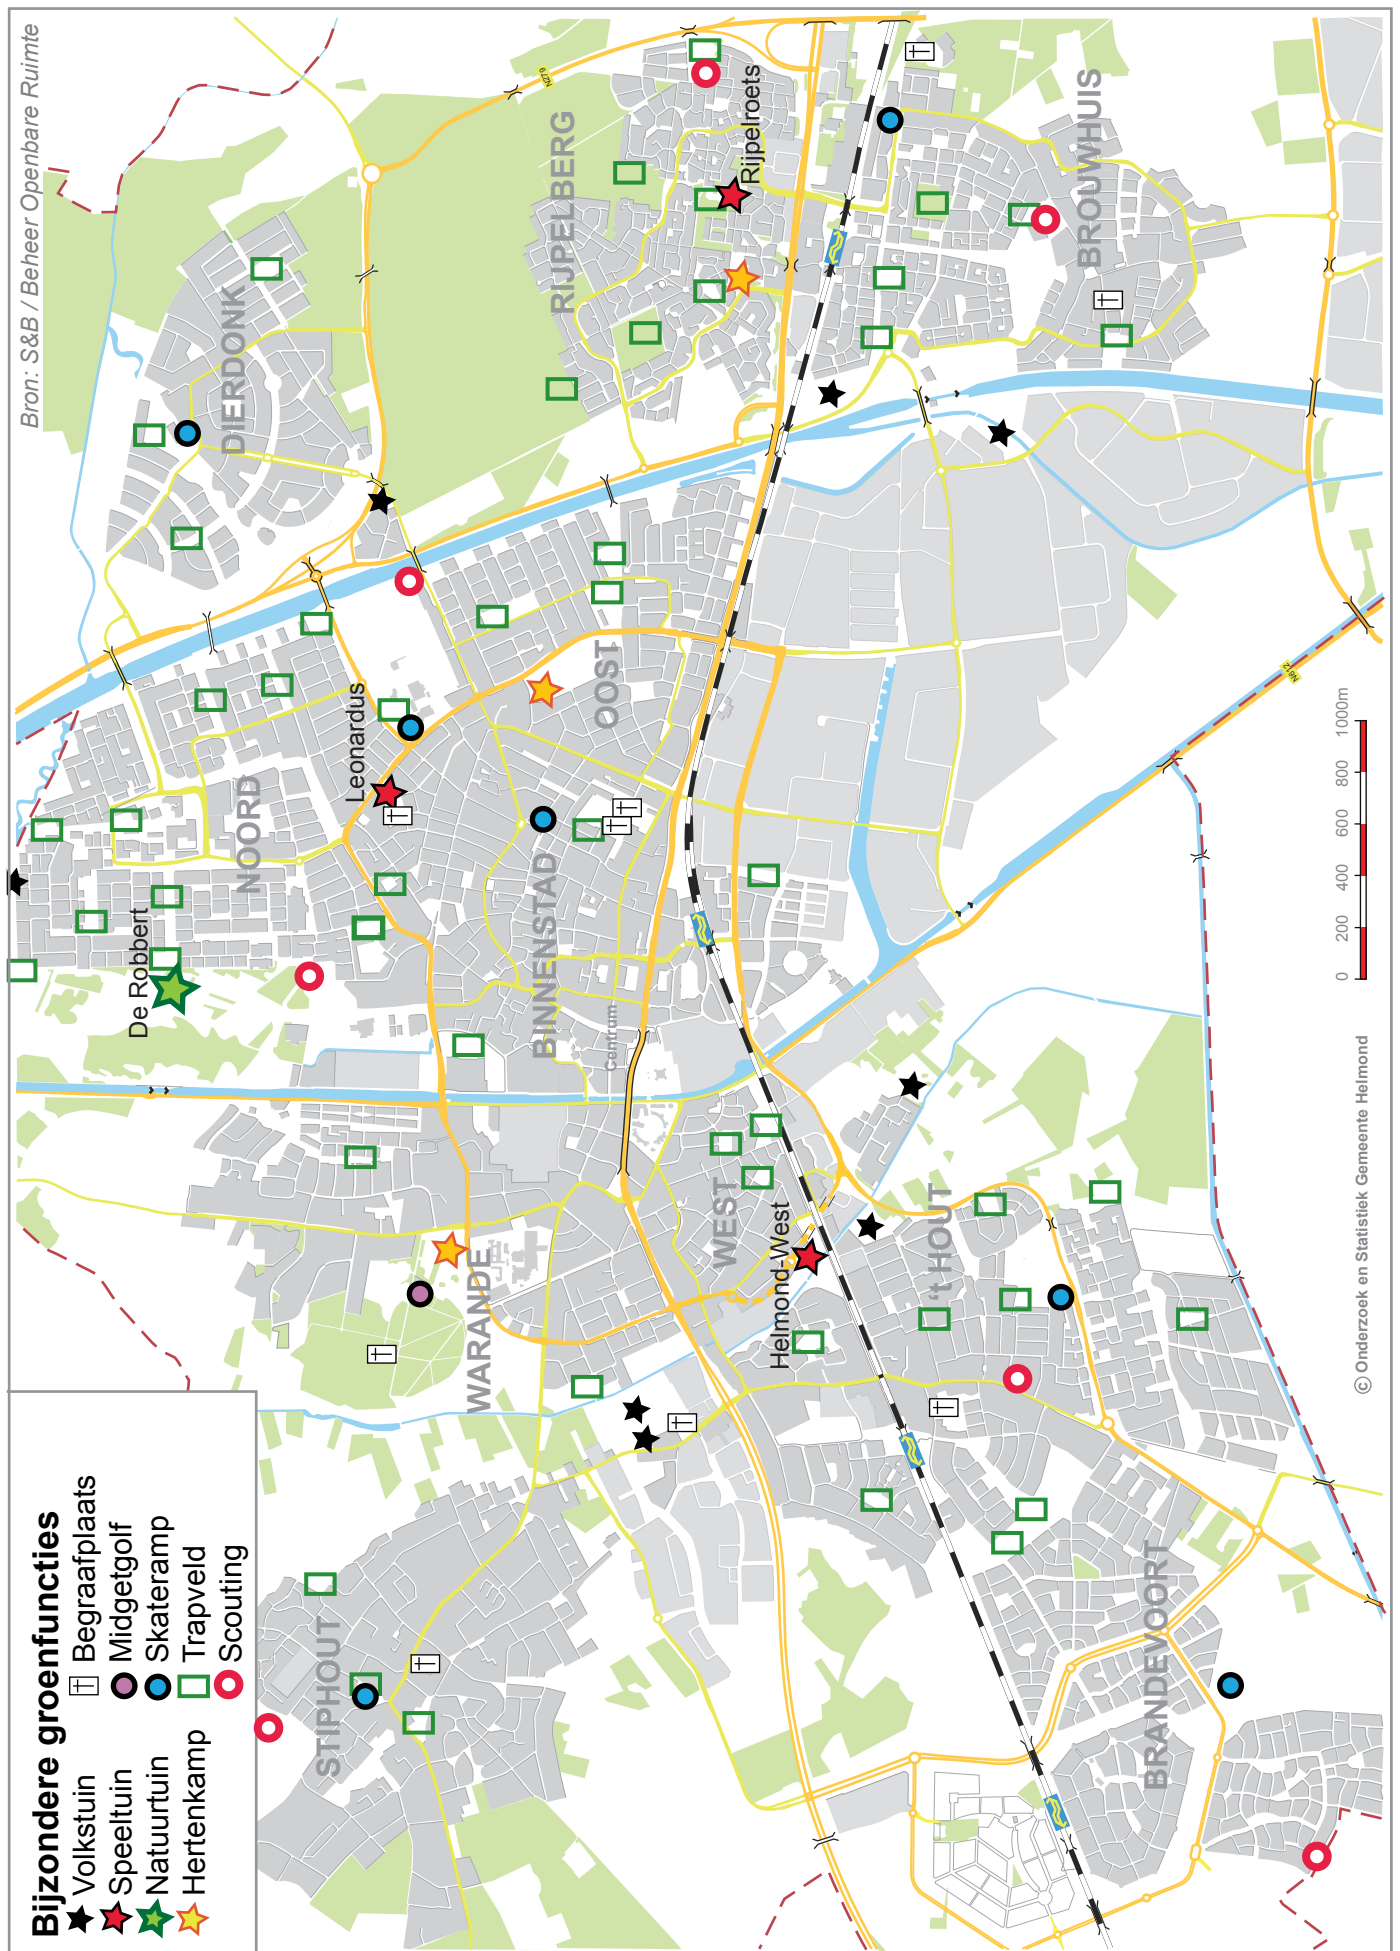 Bijzondere groenfuncties
Volkstuin
Speeltuin
Natuurtuin
Hertenkamp
Begraafplaats
Midgetgolf
Skateramp
Trapveld
Scouting
Bron: S&B / Beheer Openbare Ruimte
STIPHOUT
WARANDE
De Robbert
NOORD
Leonardus
DIERDONK
BINNENSTAD
Centrum
OOST
RIJPELBERG
Rijpelroets
N279
WEST
Helmond-West
't HOUT
BROUWHUIS
BRANDEVOORT
N612
0 200 400 600 800 1000m
© Onderzoek en Statistiek Gemeente Helmond